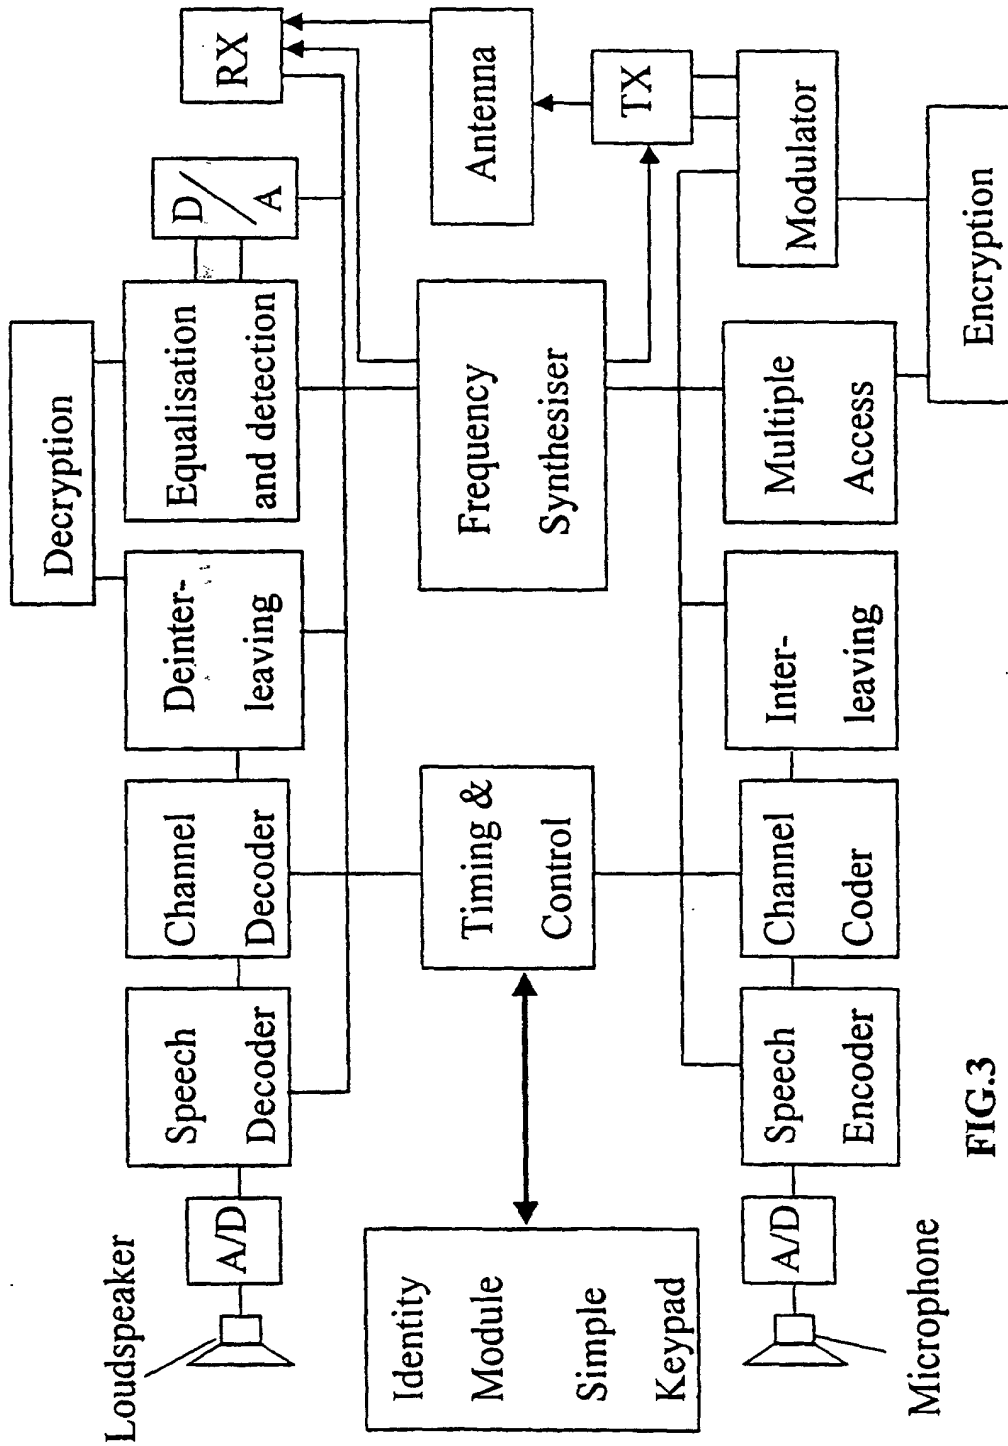 Loudspeaker
A/D
Speech
Decoder
Channel
Decoder
Deinter-
leaving
Decryption
Equalisation
and detection
D/A
RX
Identity
Module
Simple
Keypad
Timing &
Control
Frequency
Synthesiser
Antenna
TX
Microphone
A/D
Speech
Encoder
Channel
Coder
Inter-
leaving
Multiple
Access
Modulator
Encryption
FIG.3